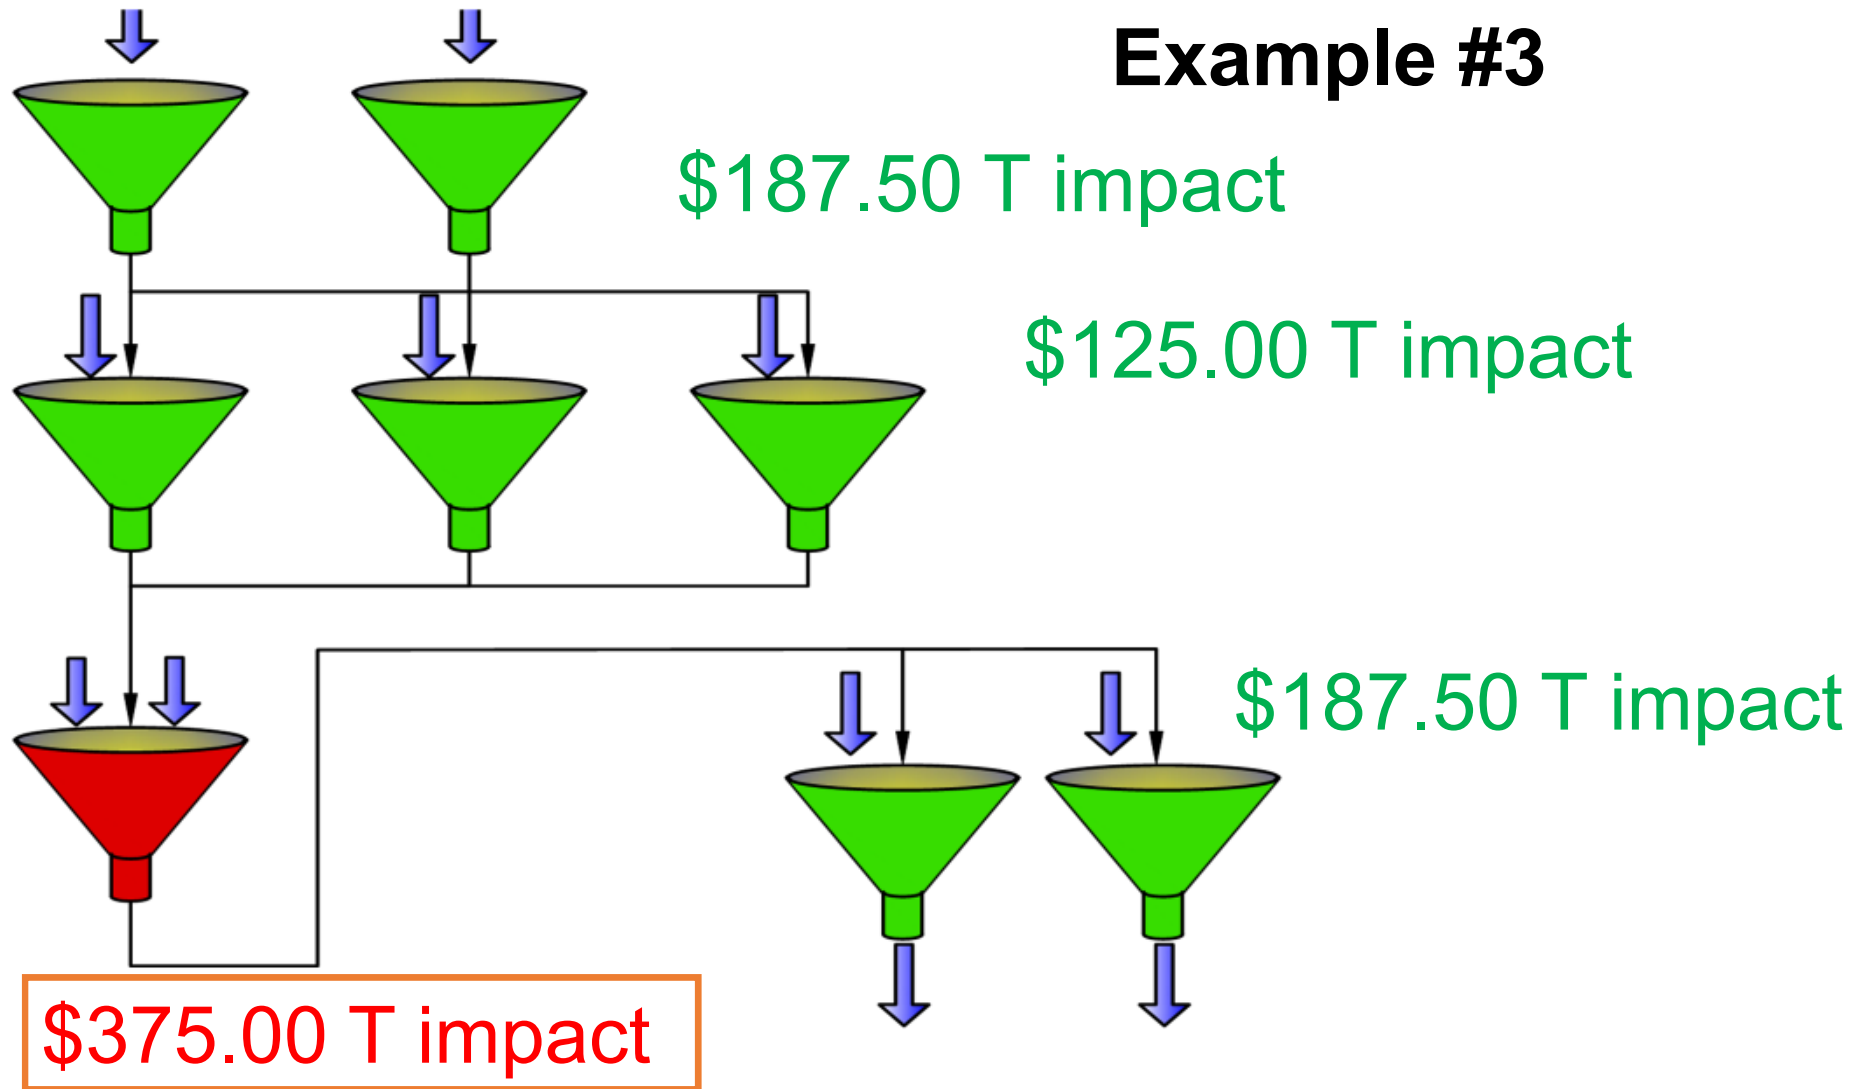 Example #3
$187.50 T impact
$125.00 T impact
$187.50 T impact
$375.00 T impact